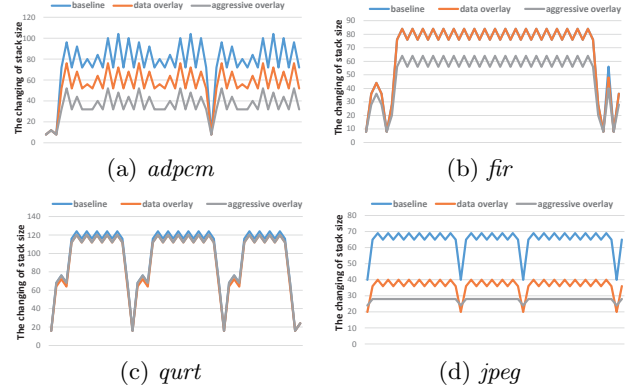 baseline data overlay aggressive overlay
The changing of stack size
120
100
80
60
40
20
0
(a) adpcm
baseline data overlay aggressive overlay
The changing of stack size
90
80
70
60
50
40
30
20
10
0
(b) fir
baseline data overlay aggressive overlay
The changing of stack size
140
120
100
80
60
40
20
0
(c) qurt
baseline data overlay aggressive overlay
The changing of stack size
80
70
60
50
40
30
20
10
0
(d) jpeg